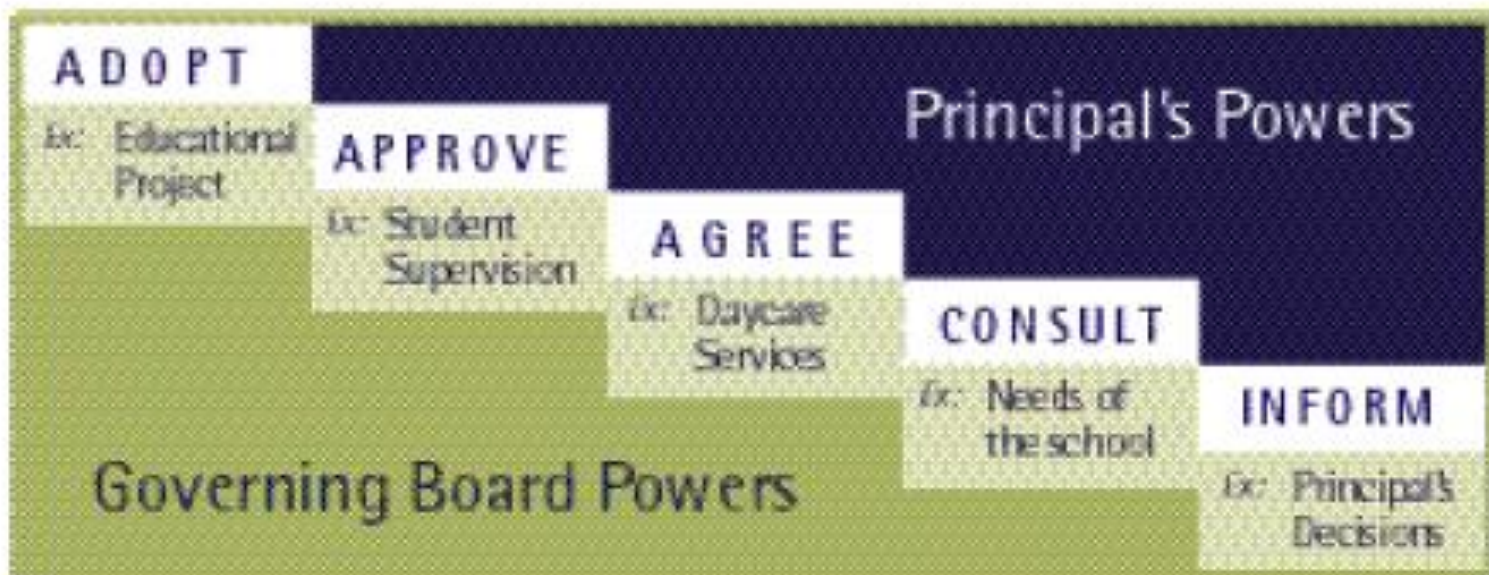 ADOPT
Ex: Educational
Project
APPROVE
Ex: Student
Supervision
AGREE
Ex: Daycare
Services
CONSULT
Ex: Needs of
the school
INFORM
Ex: Principal's
Decisions
Principal's Powers
Governing Board Powers